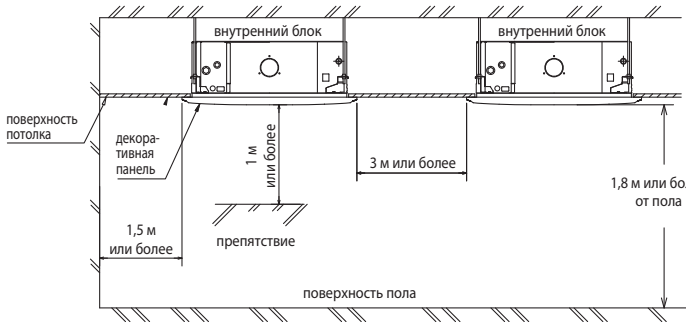 внутренний блок
внутренний блок
поверхность
потолка
декора-
тивная
панель
1 м
или более
3 м или более
1,8 м или бол
от пола
1,5 м
или более
препятствие
поверхность пола